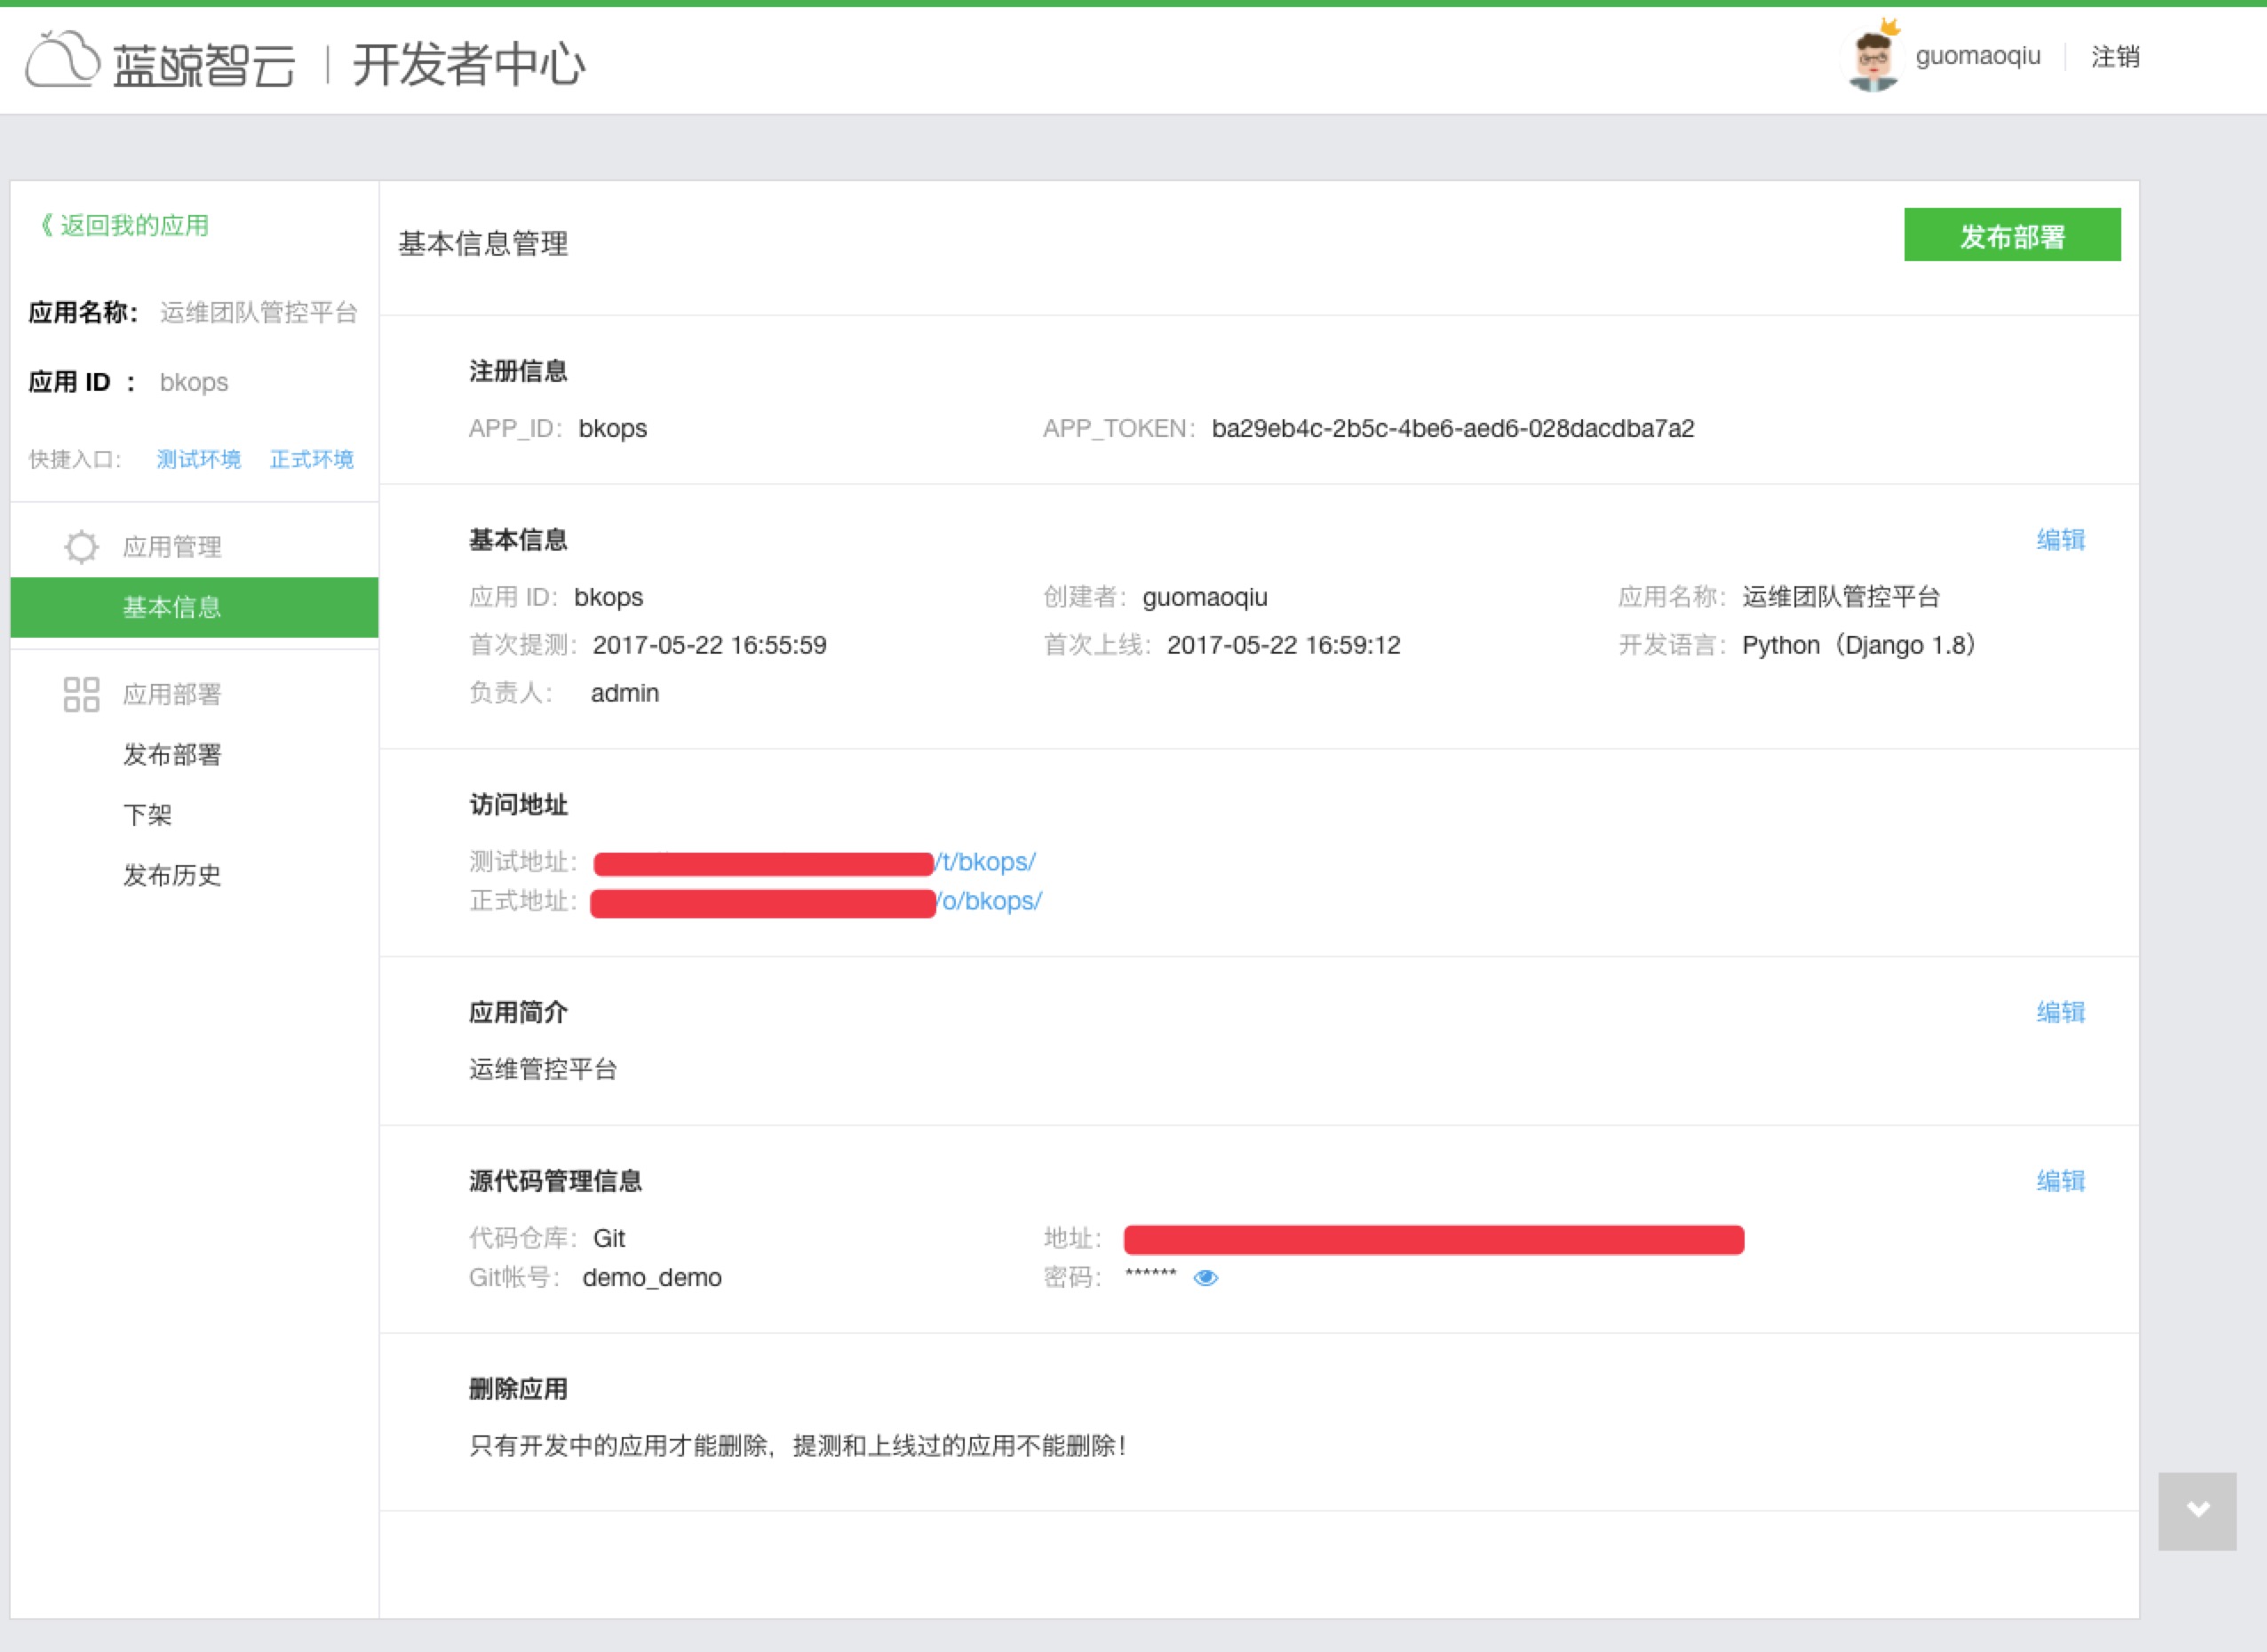 蓝鲸智云 | 开发者中心
guomaoqiu 注销
《 返回我的应用
应用名称： 运维团队管控平台
应用 ID ： bkops
快捷入口： 测试环境 正式环境
应用管理
基本信息
应用部署
发布部署
下架
发布历史
基本信息管理
发布部署
注册信息
APP_ID： bkops APP_TOKEN： ba29eb4c-2b5c-4be6-aed6-028dacdba7a2
基本信息 编辑
应用 ID： bkops 创建者： guomaoqiu 应用名称： 运维团队管控平台
首次提测： 2017-05-22 16:55:59 首次上线： 2017-05-22 16:59:12 开发语言： Python（Django 1.8）
负责人： admin
访问地址
测试地址： /t/bkops/
正式地址： /o/bkops/
应用简介 编辑
运维管控平台
源代码管理信息 编辑
代码仓库： Git 地址：
Git帐号： demo_demo 密码： ******
删除应用
只有开发中的应用才能删除，提测和上线过的应用不能删除！